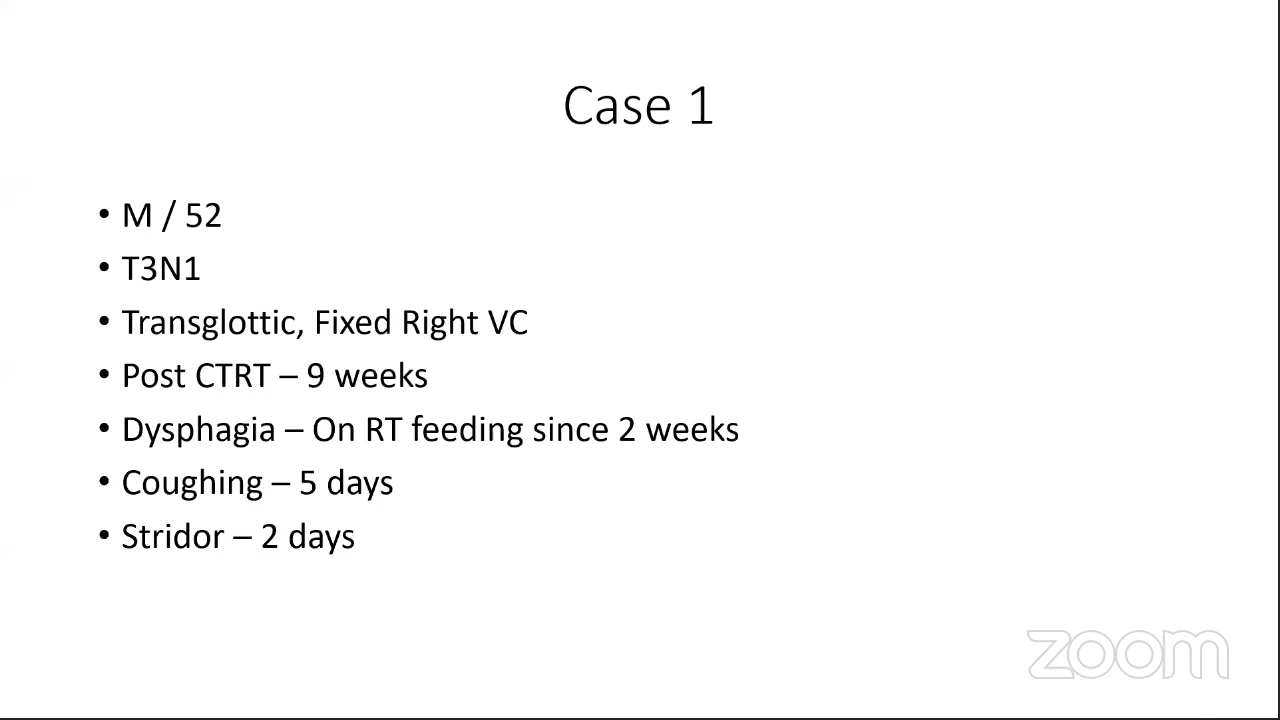 Case 1
• M / 52
• T3N1
• Transglottic, Fixed Right VC
• Post CTRT – 9 weeks
• Dysphagia – On RT feeding since 2 weeks
• Coughing – 5 days
• Stridor – 2 days
zoom